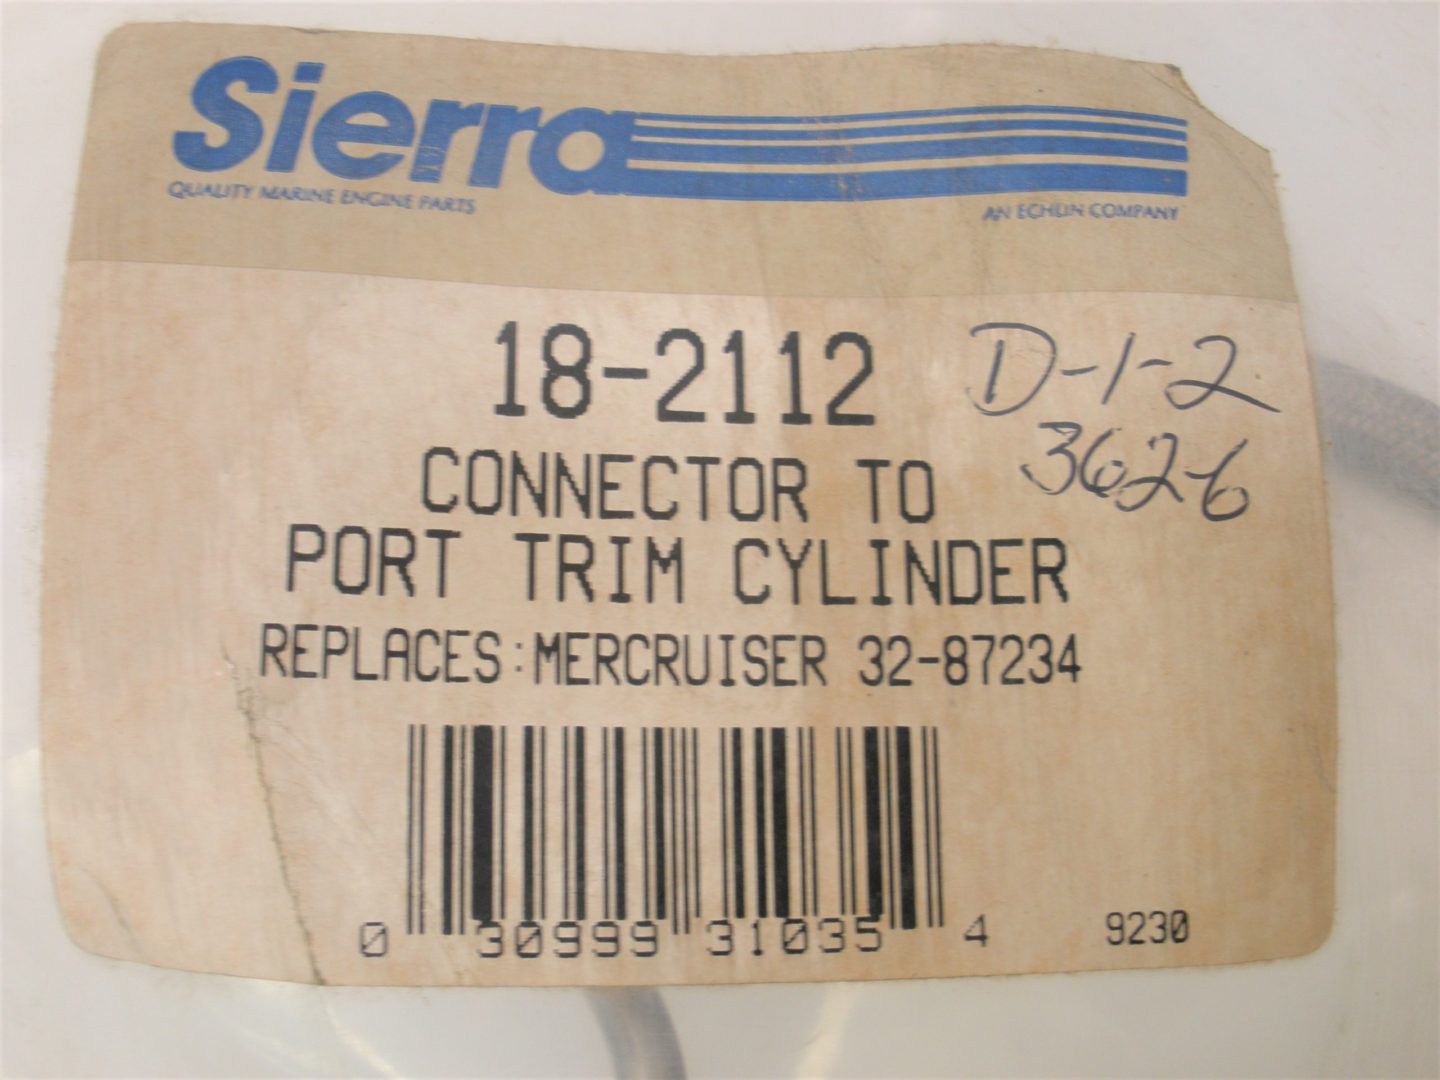 Sierra
QUALITY MARINE ENGINE PARTS
AN ECHLIN COMPANY
18-2112
D-1-2
3626
CONNECTOR TO
PORT TRIM CYLINDER
REPLACES:MERCRUISER 32-87234
0 30999 31035 4
9230